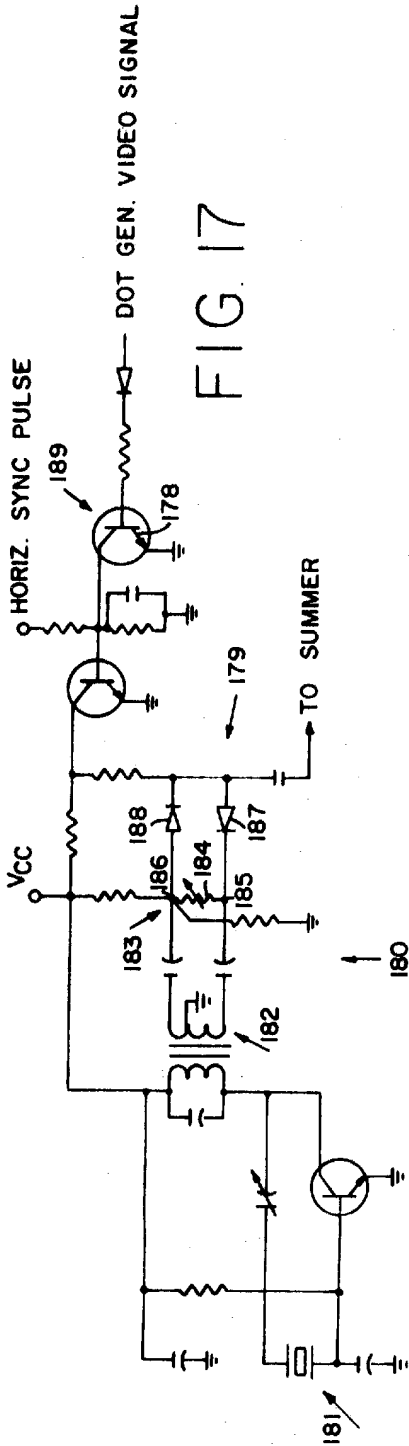 HORIZ. SYNC PULSE
189
DOT GEN. VIDEO SIGNAL
178
FIG. 17
VCC
179
TO SUMMER
188
187
186
184
185
183
182
180
181